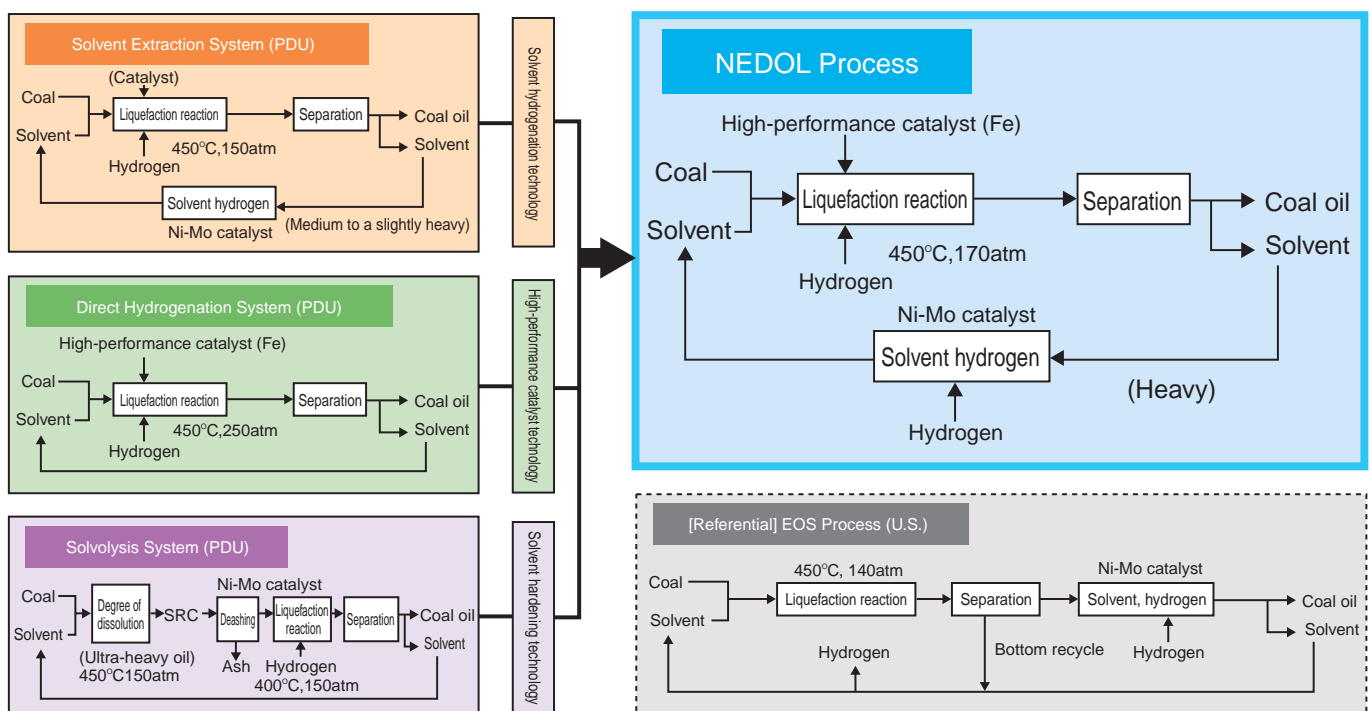 Solvent Extraction System (PDU)
(Catalyst)
Coal
Liquefaction reaction
Separation
Coal oil
Solvent
Solvent
450°C,150atm
Hydrogen
Solvent hydrogen
Ni-Mo catalyst
(Medium to a slightly heavy)
Solvent hydrogenation technology
Direct Hydrogenation System (PDU)
High-performance catalyst (Fe)
Coal
Liquefaction reaction
Separation
Coal oil
Solvent
Solvent
450°C,250atm
Hydrogen
High-performance catalyst technology
Solvolysis System (PDU)
Ni-Mo catalyst
Coal
Degree of
dissolution
SRC
Deashing
Liquefaction
reaction
Separation
Coal oil
Solvent
Solvent
(Ultra-heavy oil)
450°C150atm
Ash
Hydrogen
400°C,150atm
Solvent hardening technology
NEDOL Process
High-performance catalyst (Fe)
Coal
Liquefaction reaction
Separation
Coal oil
Solvent
Solvent
450°C,170atm
Hydrogen
Ni-Mo catalyst
Solvent hydrogen
(Heavy)
Hydrogen
[Referential] EOS Process (U.S.)
450°C, 140atm
Ni-Mo catalyst
Coal
Liquefaction reaction
Separation
Solvent, hydrogen
Coal oil
Solvent
Solvent
Hydrogen
Bottom recycle
Hydrogen